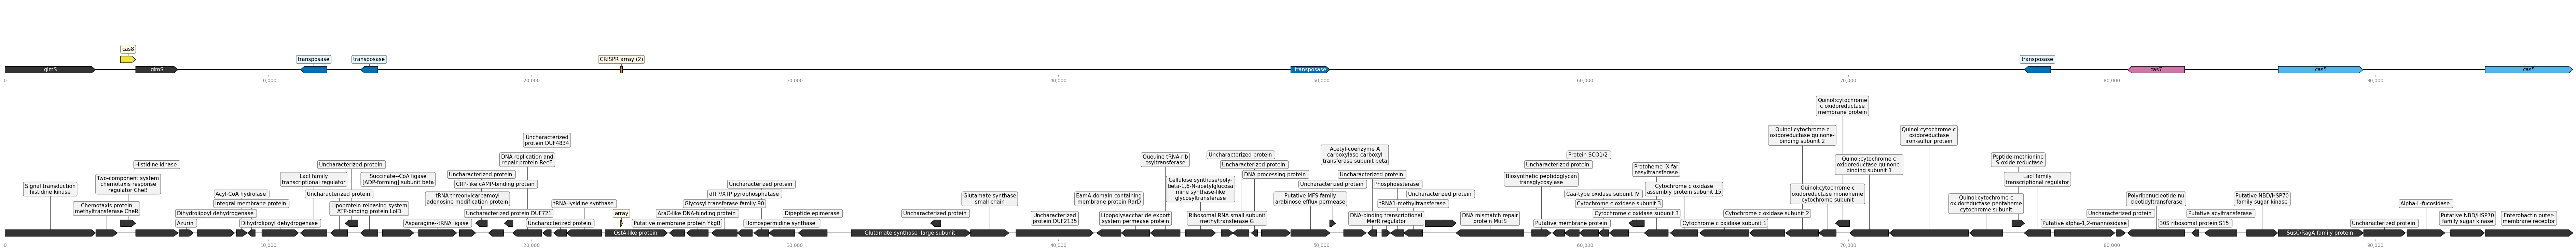 cas8
transposase
transposase
CRISPR array (2)
transposase
glmS
glmS
transposase
cas7
cas5
cas5
0
10,000
20,000
30,000
40,000
50,000
60,000
70,000
80,000
90,000
Quinol:cytochrome
c oxidoreductase
membrane protein
Uncharacterized
protein DUF4834
Quinol:cytochrome c
oxidoreductase quinone-
binding subunit 2
Quinol:cytochrome c
oxidoreductase
iron-sulfur protein
Histidine kinase
Uncharacterized protein
DNA replication and
repair protein RecF
Queuine tRNA-rib
osyltransferase
Uncharacterized protein
Uncharacterized protein
Acetyl-coenzyme A
carboxylase carboxyl
transferase subunit beta
Protein SCO1/2
Uncharacterized protein
Quinol:cytochrome c
oxidoreductase quinone-
binding subunit 1
Peptide-methionine
-S-oxide reductase
Signal transduction
histidine kinase
Two-component system
chemotaxis response
regulator CheB
LacI family
transcriptional regulator
Succinate--CoA ligase
[ADP-forming] subunit beta
Uncharacterized protein
CRP-like cAMP-binding protein
Uncharacterized protein
Cellulose synthase/poly-
beta-1,6-N-acetylglucosa
mine synthase-like
glycosyltransferase
DNA processing protein
Uncharacterized protein
Uncharacterized protein
Phosphoesterase
Biosynthetic peptidoglycan
transglycosylase
Protoheme IX far
nesyltransferase
Cytochrome c oxidase
assembly protein subunit 15
LacI family
transcriptional regulator
Acyl-CoA hydrolase
Uncharacterized protein
tRNA threonylcarbamoyl
adenosine modification protein
dITP/XTP pyrophosphatase
EamA domain-containing
membrane protein RarD
Putative MFS family
arabinose efflux permease
Uncharacterized protein
Caa-type oxidase subunit IV
Quinol:cytochrome c
oxidoreductase monoheme
cytochrome subunit
Quinol:cytochrome c
oxidoreductase pentaheme
cytochrome subunit
Polyribonucleotide nu
cleotidyltransferase
Putative NBD/HSP70
family sugar kinase
Chemotaxis protein
methyltransferase CheR
Integral membrane protein
Lipoprotein-releasing system
ATP-binding protein LolD
tRNA-lysidine synthase
Glycosyl transferase family 90
Glutamate synthase
small chain
tRNA1-methyltransferase
Cytochrome c oxidase subunit 3
Alpha-L-fucosidase
Dihydrolipoyl dehydrogenase
Uncharacterized protein DUF721
array
AraC-like DNA-binding protein
Dipeptide epimerase
Uncharacterized protein
Uncharacterized
protein DUF2135
Lipopolysaccharide export
system permease protein
Ribosomal RNA small subunit
methyltransferase G
DNA-binding transcriptional
MerR regulator
DNA mismatch repair
protein MutS
Cytochrome c oxidase subunit 3
Cytochrome c oxidase subunit 2
Uncharacterized protein
Putative acyltransferase
Putative NBD/HSP70
family sugar kinase
Enterobactin outer-
membrane receptor
Azurin
Dihydrolipoyl dehydrogenase
Asparagine--tRNA ligase
Uncharacterized protein
Putative membrane protein YkgB
Homospermidine synthase
Putative membrane protein
Cytochrome c oxidase subunit 1
Putative alpha-1,2-mannosidase
30S ribosomal protein S15
Uncharacterized protein
OstA-like protein
Glutamate synthase large subunit
SusC/RagA family protein
0
10,000
20,000
30,000
40,000
50,000
60,000
70,000
80,000
90,000